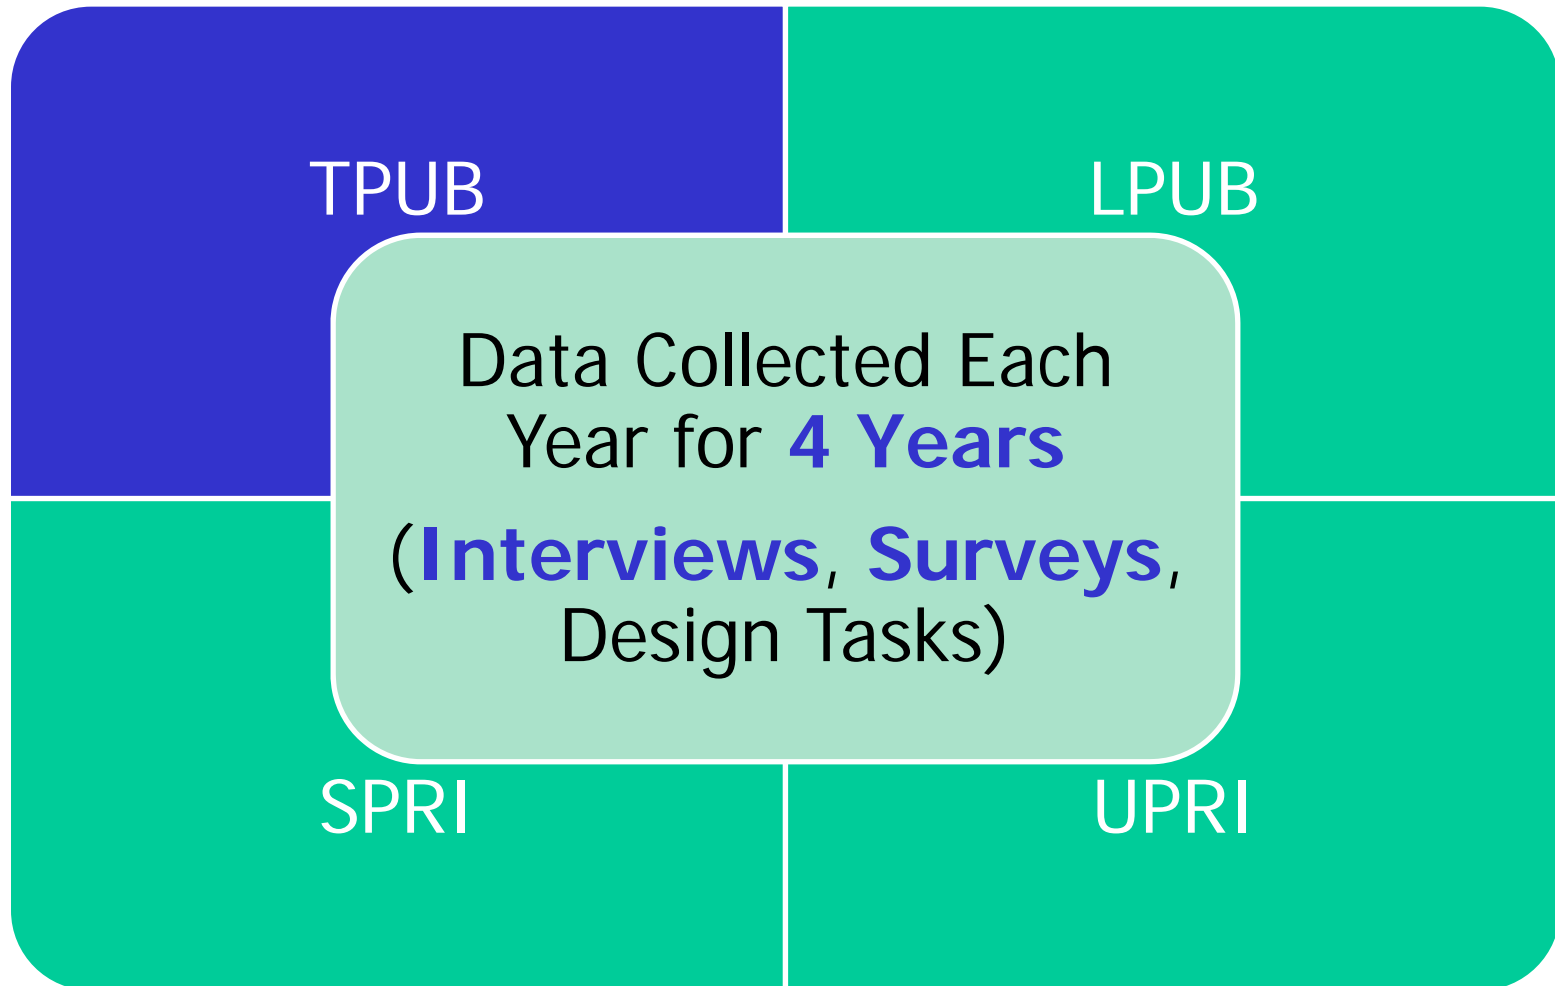 TPUB
LPUB
Data Collected Each
Year for 4 Years
(Interviews, Surveys,
Design Tasks)
SPRI
UPRI